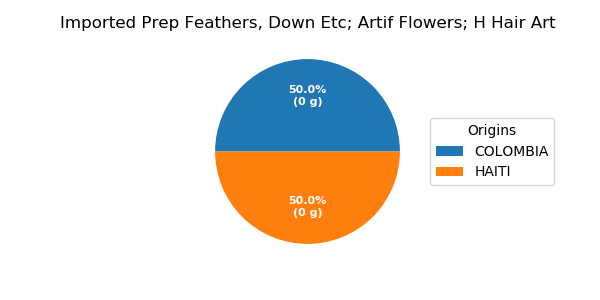 Imported Prep Feathers, Down Etc; Artif Flowers; H Hair Art
50.0%
(0 g)
Origins
COLOMBIA
HAITI
50.0%
(0 g)